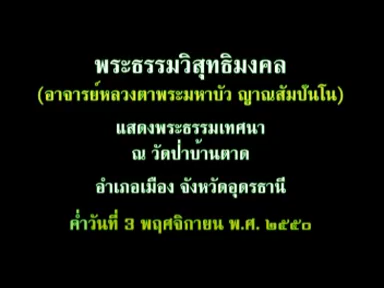 พระธรรมวิสุทธิมงคล
(อาจารย์หลวงตาพระมหาบัว ญาณสัมปันโน)
แสดงพระธรรมเทศนา
ณ วัดป่าบ้านตาด
อำเภอเมือง จังหวัดอุดรธานี
ค่ำวันที่ 3 พฤศจิกายน พ.ศ. ๒๕๕๐